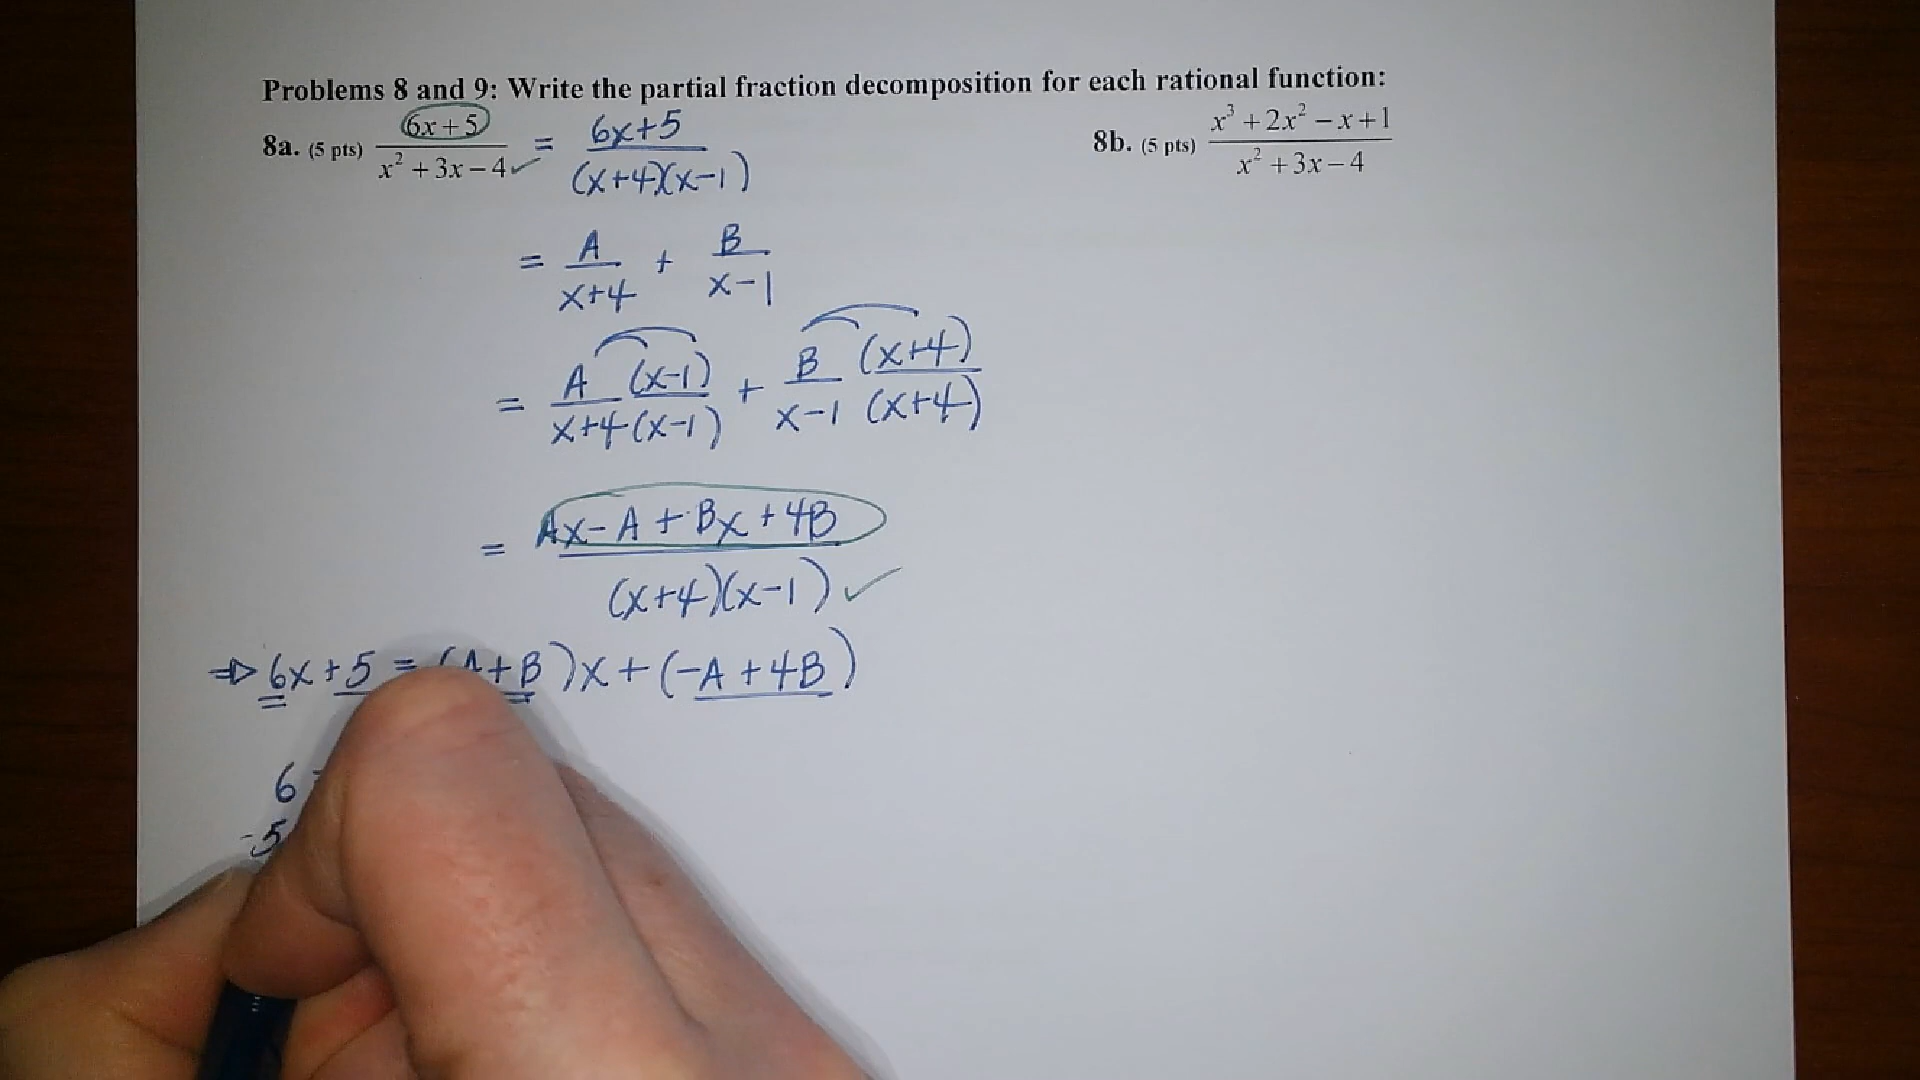 Problems 8 and 9: Write the partial fraction decomposition for each rational function:
8a. (5 pts) (6x+5)/(x² + 3x – 4) ✓ = (6x+5)/((x+4)(x-1))
8b. (5 pts) (x³ + 2x² – x + 1)/(x² + 3x – 4)
= A/(x+4) + B/(x-1)
= A (x-1)/(x+4 (x-1)) + B (x+4)/(x-1 (x+4))
= (Ax - A + Bx + 4B)/((x+4)(x-1)) ✓
⇒ 6x + 5 = (A+B)x + (-A + 4B)
6
-5